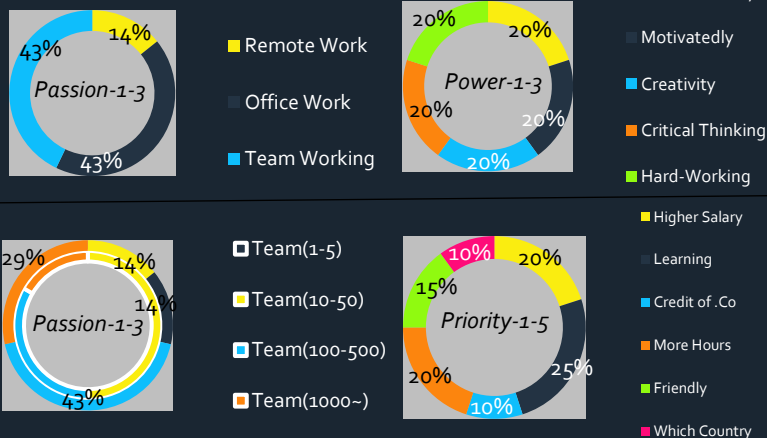 14%
43%
43%
Passion-1-3
Remote Work
Office Work
Team Working
20%
20%
20%
20%
20%
Power-1-3
Motivatedly
Creativity
Critical Thinking
Hard-Working
29%
14%
14%
43%
Passion-1-3
Team(1-5)
Team(10-50)
Team(100-500)
Team(1000~)
10%
20%
15%
25%
20%
10%
Priority-1-5
Higher Salary
Learning
Credit of .Co
More Hours
Friendly
Which Country